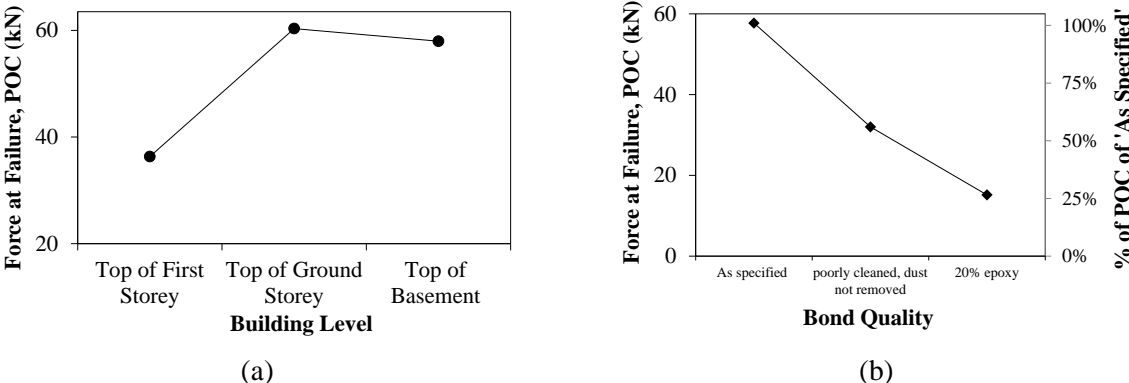 Force at Failure, POC (kN)
60
40
20
Top of First
Storey
Top of Ground
Storey
Top of
Basement
Building Level
(a)
Force at Failure, POC (kN)
60
40
20
0
100%
75%
50%
25%
0%
% of POC of 'As Specified'
As specified
poorly cleaned, dust
not removed
20% epoxy
Bond Quality
(b)